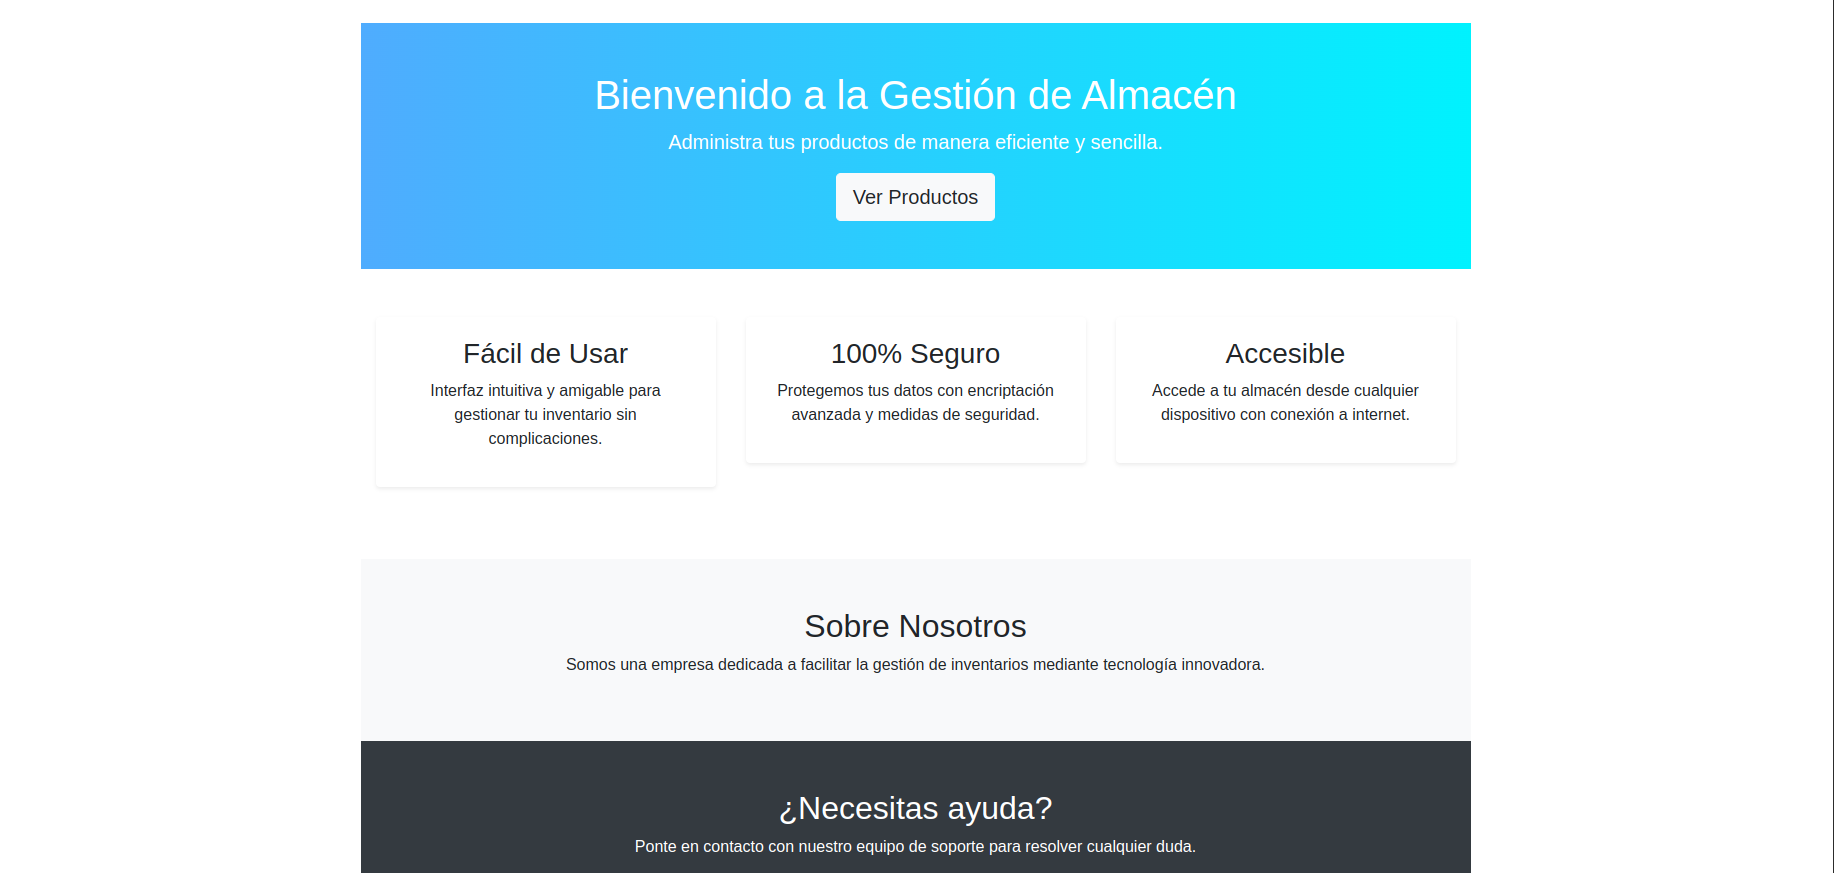 Bienvenido a la Gestión de Almacén
Administra tus productos de manera eficiente y sencilla.
Ver Productos
Fácil de Usar
Interfaz intuitiva y amigable para
gestionar tu inventario sin
complicaciones.
100% Seguro
Protegemos tus datos con encriptación
avanzada y medidas de seguridad.
Accesible
Accede a tu almacén desde cualquier
dispositivo con conexión a internet.
Sobre Nosotros
Somos una empresa dedicada a facilitar la gestión de inventarios mediante tecnología innovadora.
¿Necesitas ayuda?
Ponte en contacto con nuestro equipo de soporte para resolver cualquier duda.